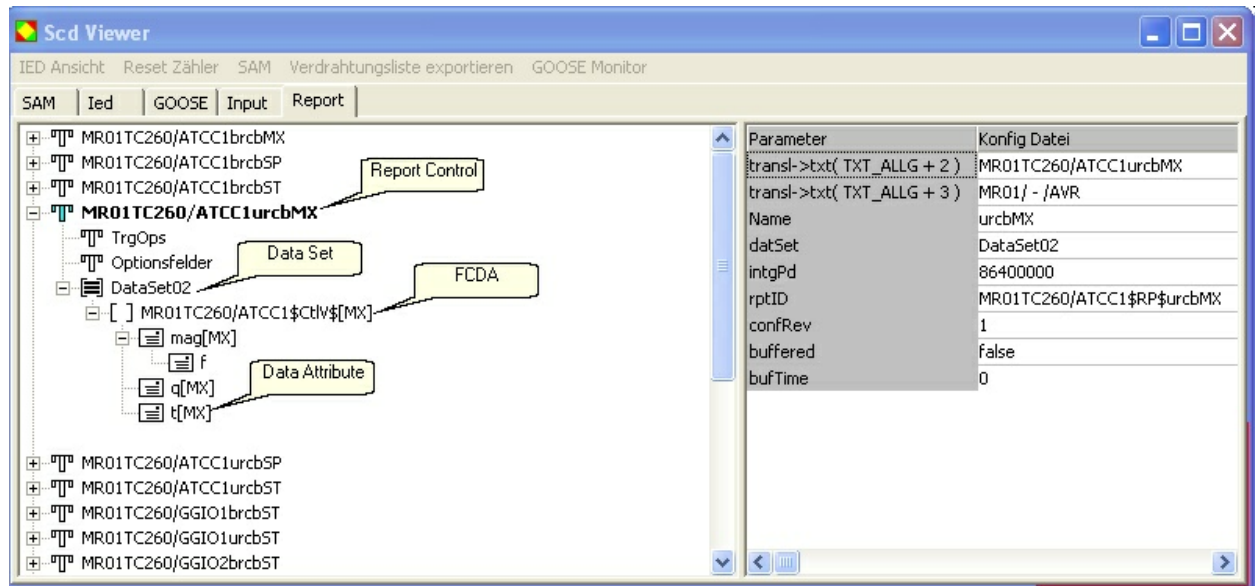 Scd Viewer
IED Ansicht Reset Zähler SAM Verdrahtungsliste exportieren GOOSE Monitor
SAM Ied GOOSE Input Report
MR01TC260/ATCC1brcbMX
MR01TC260/ATCC1brcbSP
MR01TC260/ATCC1brcbST
Report Control
MR01TC260/ATCC1urcbMX
TrgOps
Optionsfelder
Data Set
DataSet02
FCDA
[ ] MR01TC260/ATCC1$CtlV$[MX]
mag[MX]
f
Data Attribute
q[MX]
t[MX]
MR01TC260/ATCC1urcbSP
MR01TC260/ATCC1urcbST
MR01TC260/GGIO1brcbST
MR01TC260/GGIO1urcbST
MR01TC260/GGIO2brcbST
Parameter Konfig Datei
transl->txt( TXT_ALLG + 2 ) MR01TC260/ATCC1urcbMX
transl->txt( TXT_ALLG + 3 ) MR01/ - /AVR
Name urcbMX
datSet DataSet02
intgPd 86400000
rptID MR01TC260/ATCC1$RP$urcbMX
confRev 1
buffered false
bufTime 0